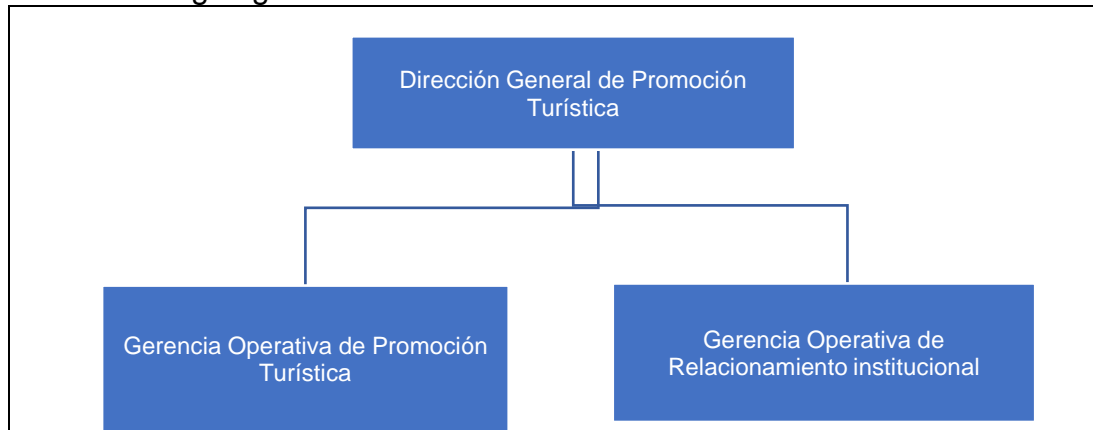 Dirección General de Promoción
Turística
Gerencia Operativa de Promoción
Turística
Gerencia Operativa de
Relacionamiento institucional